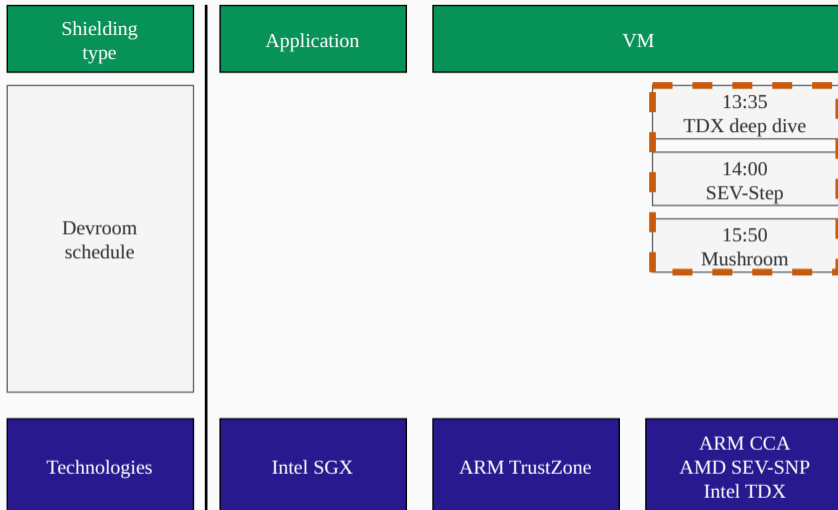 Shielding
type
Application
VM
Devroom
schedule
13:35
TDX deep dive
14:00
SEV-Step
15:50
Mushroom
Technologies
Intel SGX
ARM TrustZone
ARM CCA
AMD SEV-SNP
Intel TDX